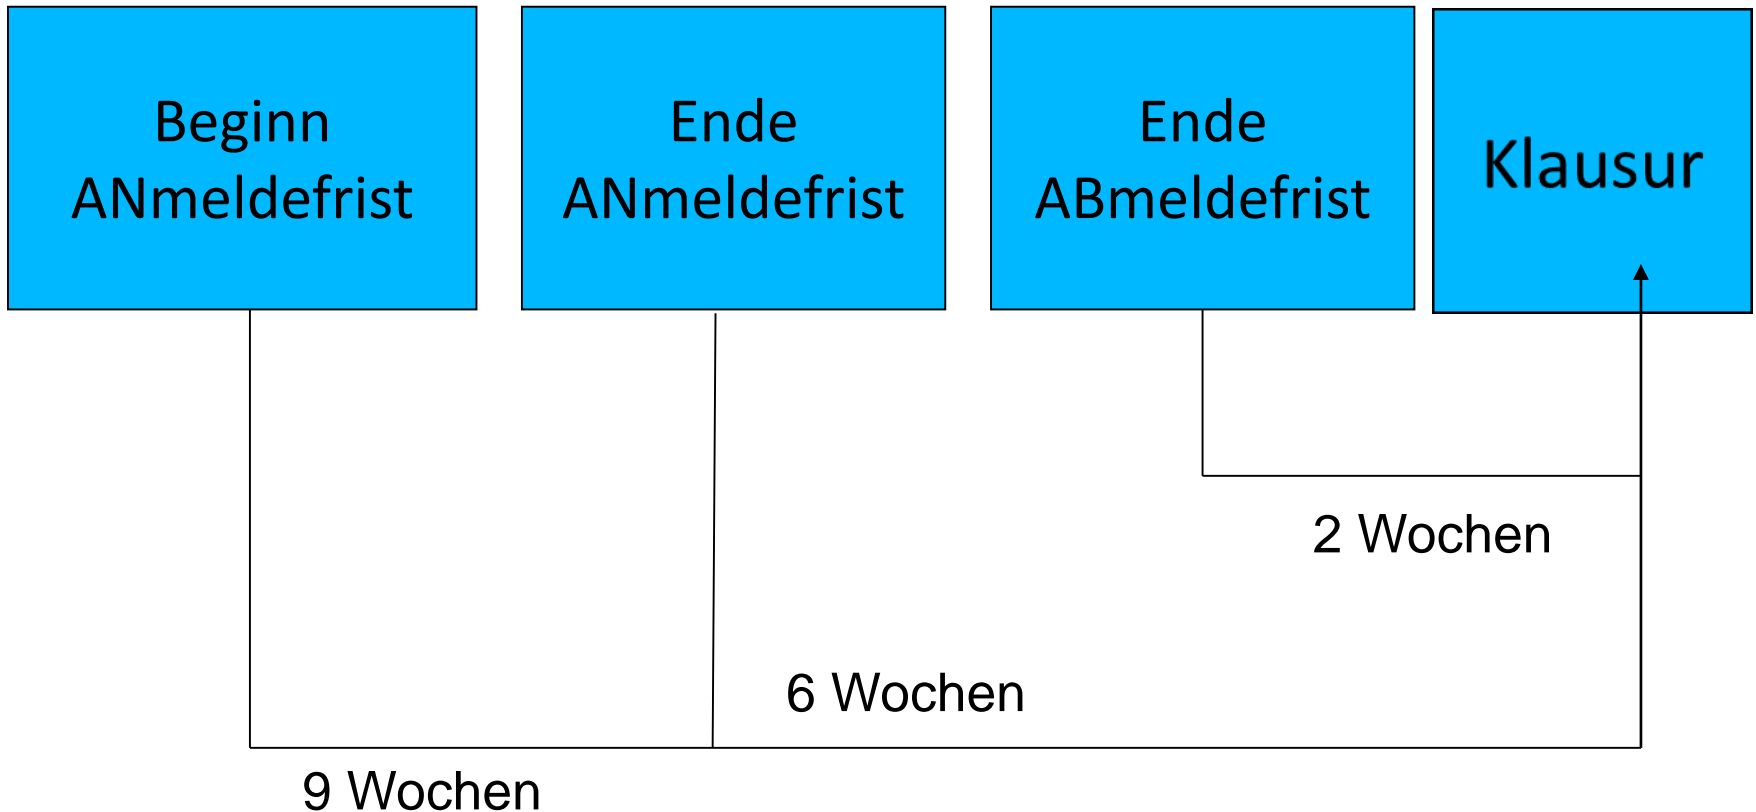 Beginn
ANmeldefrist
Ende
ANmeldefrist
Ende
ABmeldefrist
Klausur
2 Wochen
6 Wochen
9 Wochen